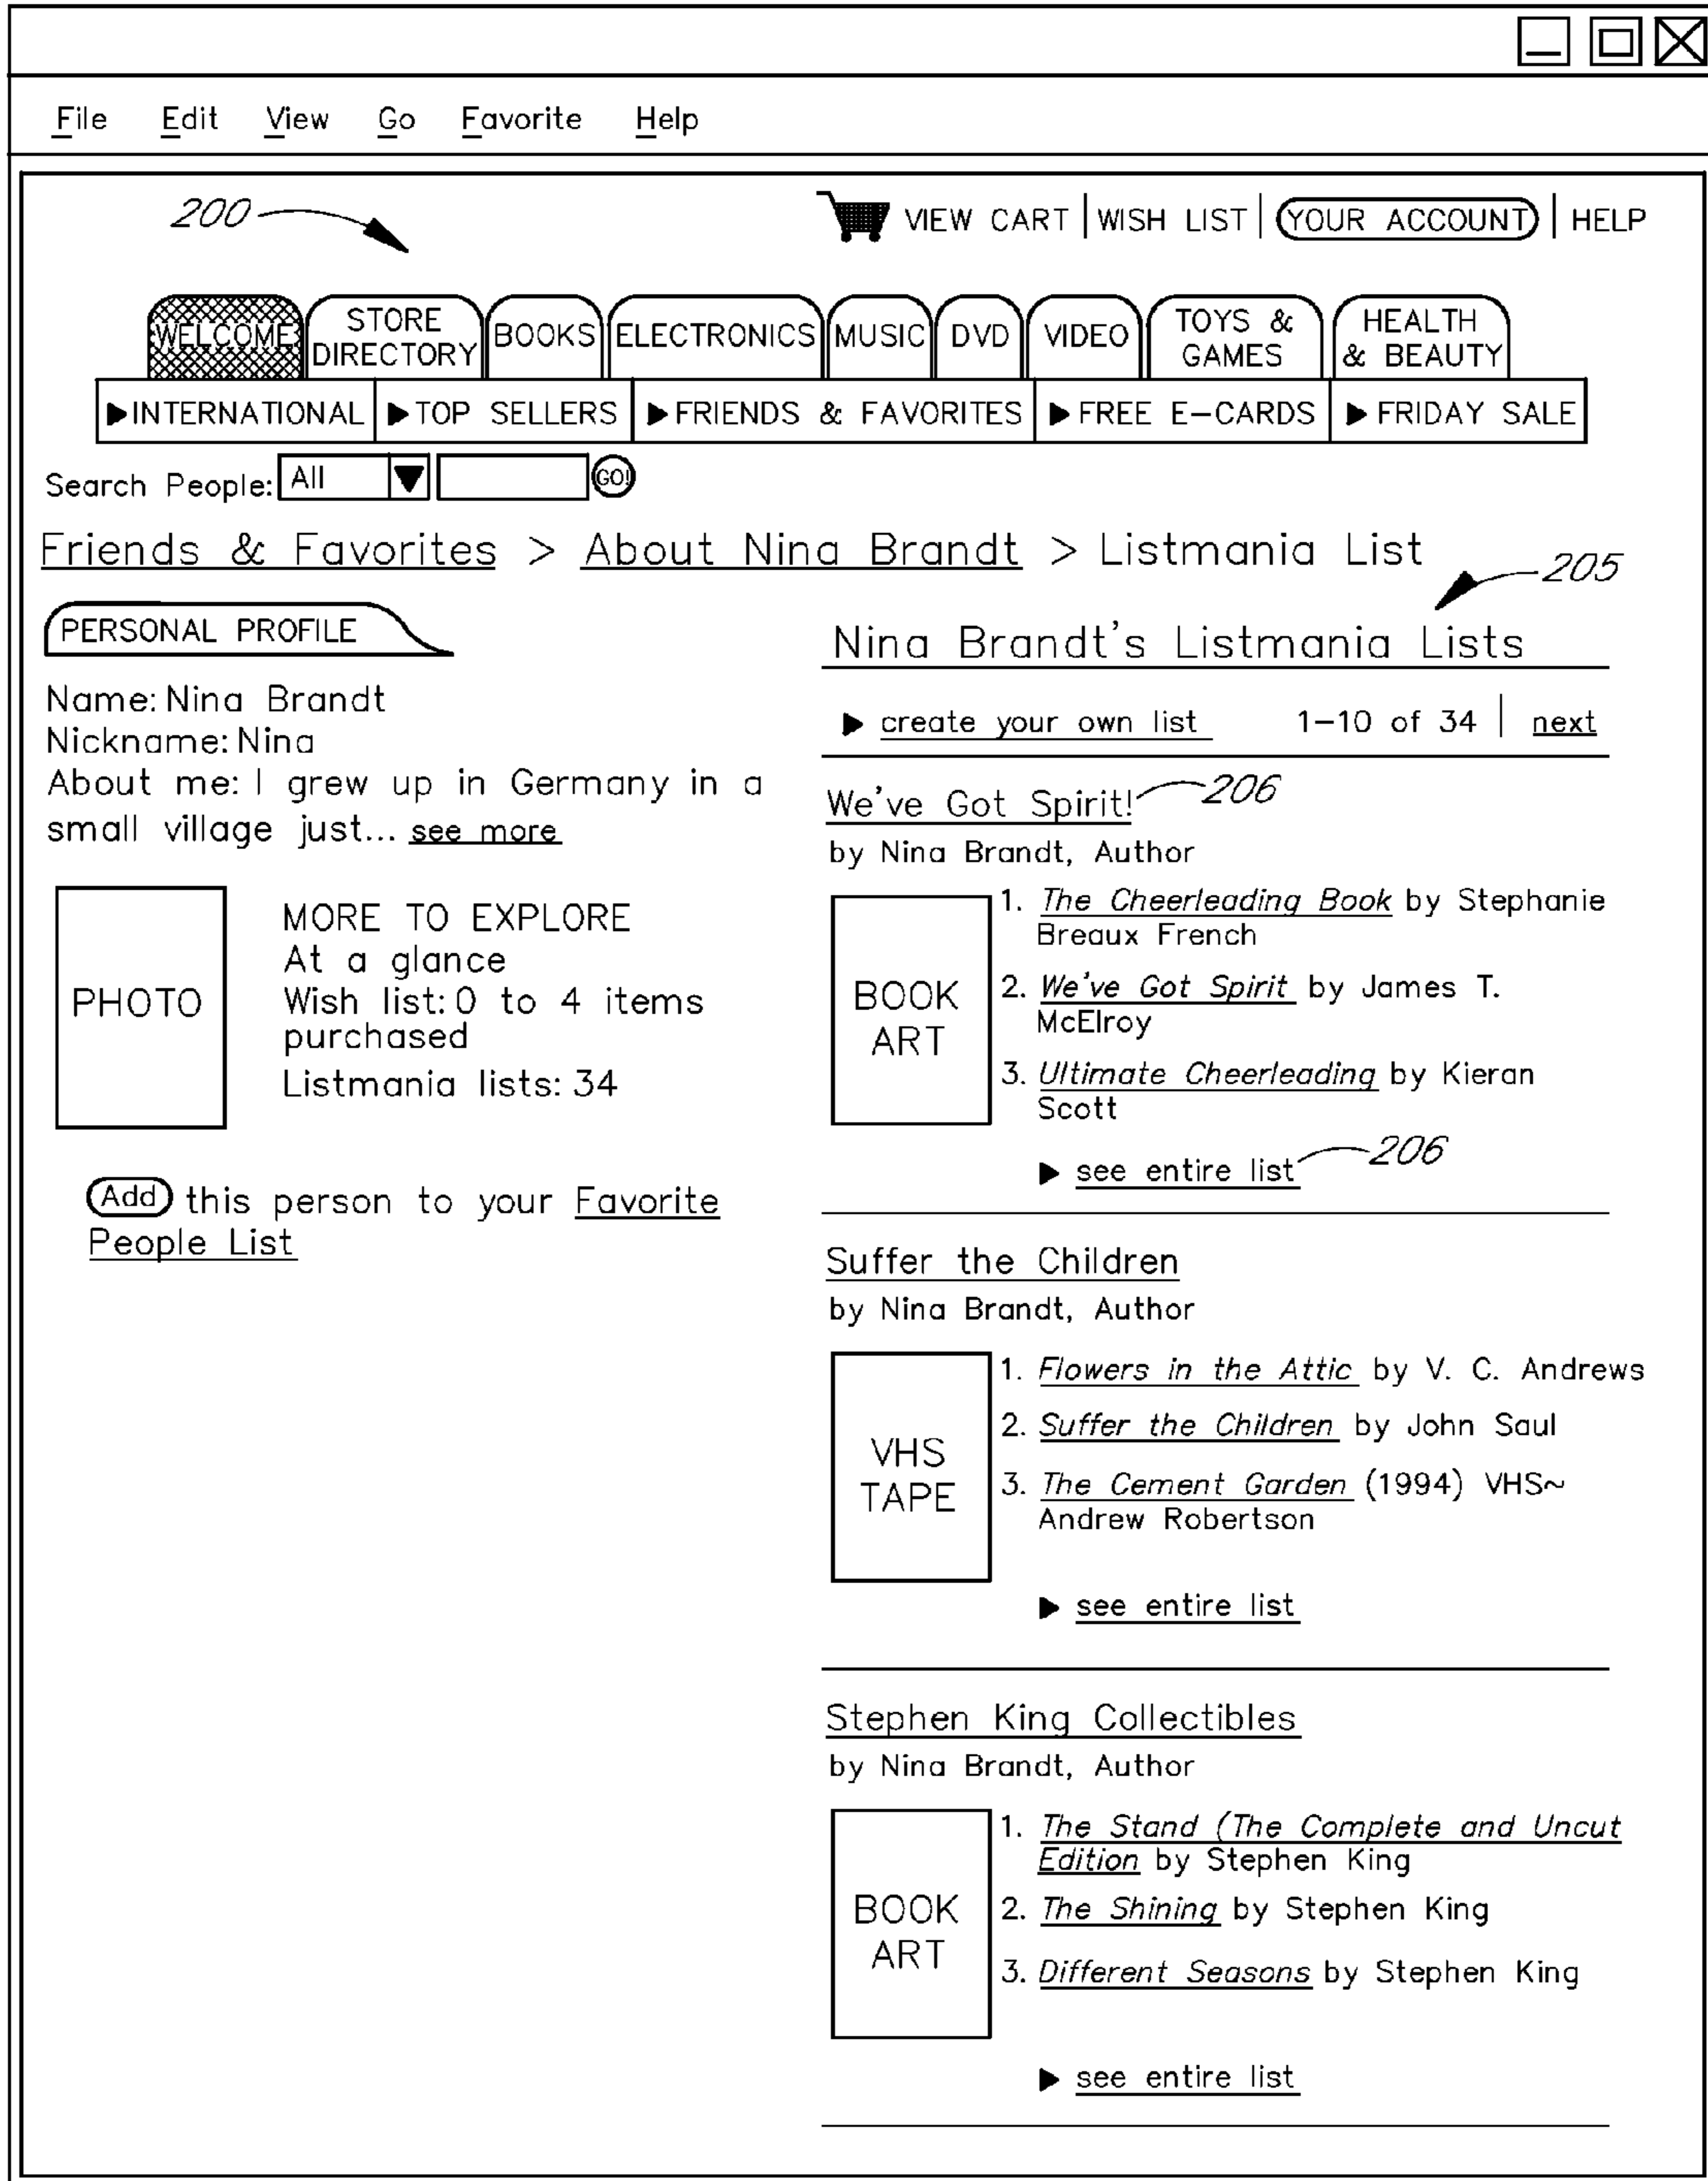 File Edit View Go Favorite Help
200
VIEW CART | WISH LIST | YOUR ACCOUNT | HELP
WELCOME
STORE
DIRECTORY
BOOKS
ELECTRONICS
MUSIC
DVD
VIDEO
TOYS &
GAMES
HEALTH
& BEAUTY
INTERNATIONAL
TOP SELLERS
FRIENDS & FAVORITES
FREE E-CARDS
FRIDAY SALE
Search People: All GO!
Friends & Favorites > About Nina Brandt > Listmania List
205
PERSONAL PROFILE
Name: Nina Brandt
Nickname: Nina
About me: I grew up in Germany in a
small village just... see more
PHOTO
MORE TO EXPLORE
At a glance
Wish list: 0 to 4 items
purchased
Listmania lists: 34
Add this person to your Favorite
People List
Nina Brandt's Listmania Lists
create your own list 1-10 of 34 | next
We've Got Spirit! 206
by Nina Brandt, Author
BOOK
ART
1. The Cheerleading Book by Stephanie
Breaux French
2. We've Got Spirit by James T.
McElroy
3. Ultimate Cheerleading by Kieran
Scott
see entire list 206
Suffer the Children
by Nina Brandt, Author
VHS
TAPE
1. Flowers in the Attic by V. C. Andrews
2. Suffer the Children by John Saul
3. The Cement Garden (1994) VHS~
Andrew Robertson
see entire list
Stephen King Collectibles
by Nina Brandt, Author
BOOK
ART
1. The Stand (The Complete and Uncut
Edition by Stephen King
2. The Shining by Stephen King
3. Different Seasons by Stephen King
see entire list